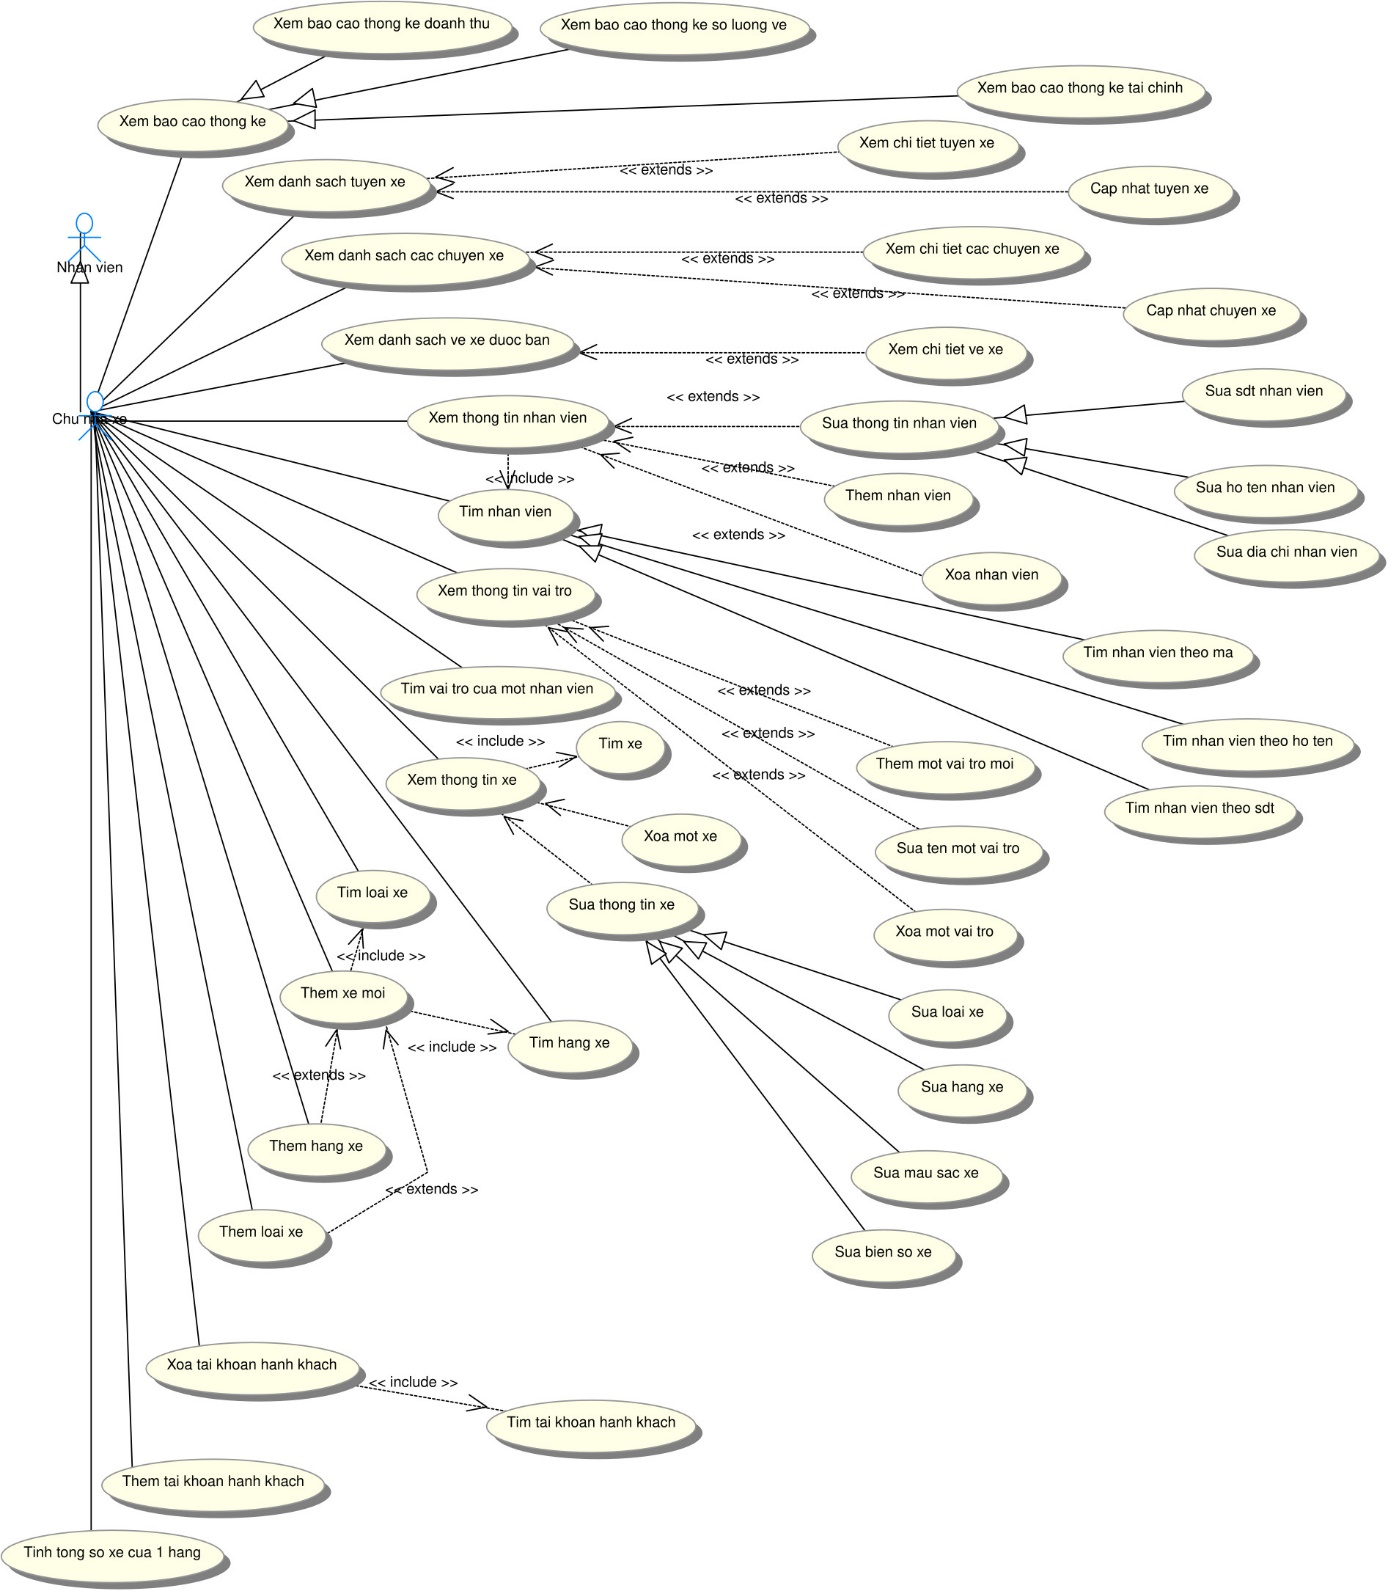 Xem bao cao thong ke doanh thu
Xem bao cao thong ke so luong ve
Xem bao cao thong ke tai chinh
Xem bao cao thong ke
Xem chi tiet tuyen xe
<< extends >>
Xem danh sach tuyen xe
Cap nhat tuyen xe
<< extends >>
Nhan vien
Xem danh sach cac chuyen xe
Xem chi tiet cac chuyen xe
<< extends >>
<< extends >>
Cap nhat chuyen xe
Xem danh sach ve xe duoc ban
Xem chi tiet ve xe
<< extends >>
Sua sdt nhan vien
<< extends >>
Chu nha xe
Xem thong tin nhan vien
Sua thong tin nhan vien
<< extends >>
<< include >>
Sua ho ten nhan vien
Them nhan vien
Tim nhan vien
<< extends >>
Sua dia chi nhan vien
Xoa nhan vien
Xem thong tin vai tro
Tim nhan vien theo ma
Tim vai tro cua mot nhan vien
<< extends >>
<< extends >>
<< include >>
Tim xe
Tim nhan vien theo ho ten
Them mot vai tro moi
<< extends >>
Xem thong tin xe
Tim nhan vien theo sdt
Xoa mot xe
Sua ten mot vai tro
Tim loai xe
Sua thong tin xe
Xoa mot vai tro
<< include >>
Them xe moi
Sua loai xe
Tim hang xe
<< include >>
<< extends >>
Sua hang xe
Them hang xe
Sua mau sac xe
<< extends >>
Them loai xe
Sua bien so xe
Xoa tai khoan hanh khach
<< include >>
Tim tai khoan hanh khach
Them tai khoan hanh khach
Tinh tong so xe cua 1 hang